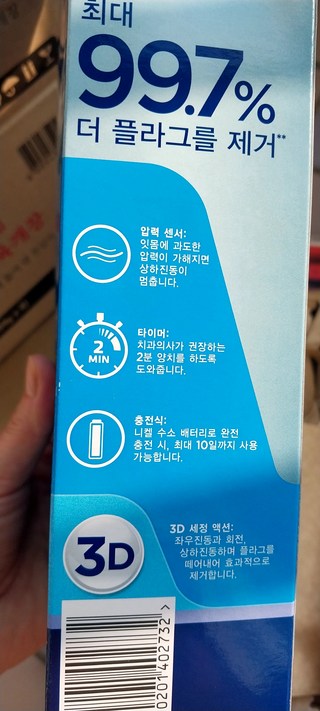 최대
99.7%
더 플라그를 제거**
압력 센서:
잇몸에 과도한
압력이 가해지면
상하진동이
멈춥니다.
2
MIN
타이머:
치과의사가 권장하는
2분 양치를 하도록
도와줍니다.
충전식:
니켈 수소 배터리로 완전
충전 시, 최대 10일까지 사용
가능합니다.
3D
3D 세정 액션:
좌우진동과 회전,
상하진동하며 플라그를
떼어내어 효과적으로
제거합니다.
0201 402732 >